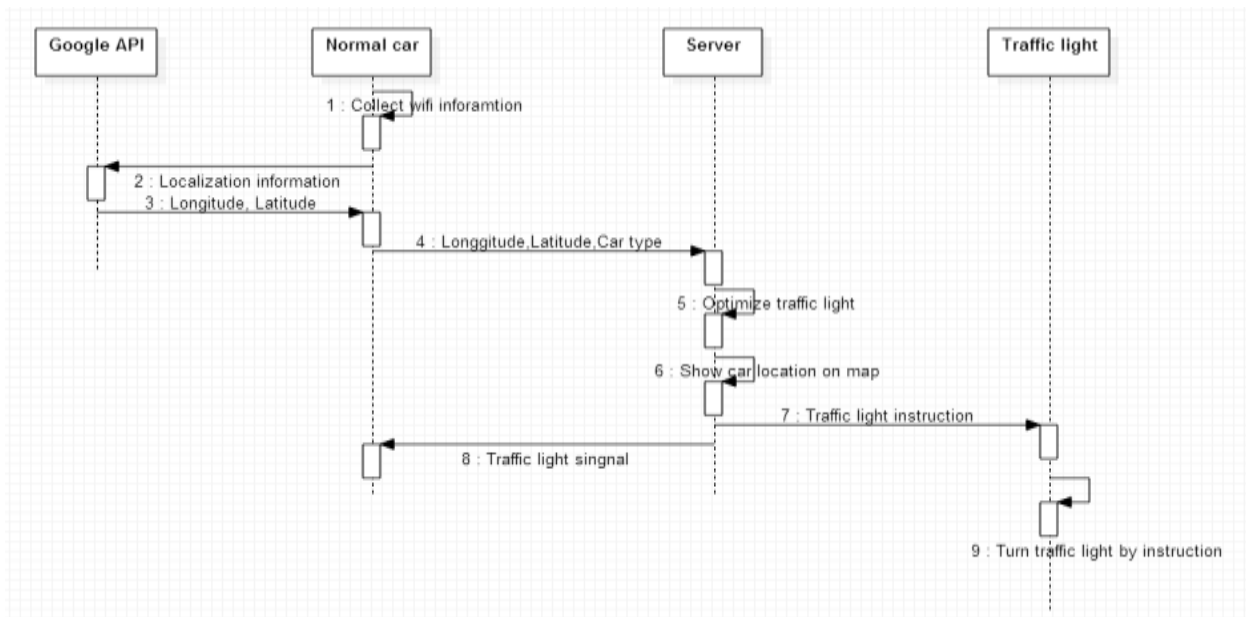 Google API
Normal car
Server
Traffic light
1 : Collect wifi inforamtion
2 : Localization information
3 : Longitude, Latitude
4 : Longgitude,Latitude,Car type
5 : Optimize traffic light
6 : Show car location on map
7 : Traffic light instruction
8 : Traffic light singnal
9 : Turn traffic light by instruction